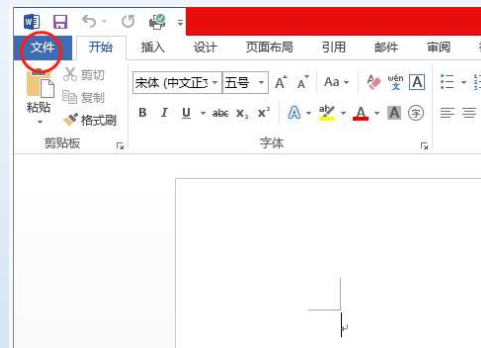 文件 开始 插入 设计 页面布局 引用 邮件 审阅
剪切
宋体 (中文正 五号 A A Aa wén 文 A
复制
粘贴
格式刷 B I U abc X₂ X² A aby A A 字
剪贴板 字体